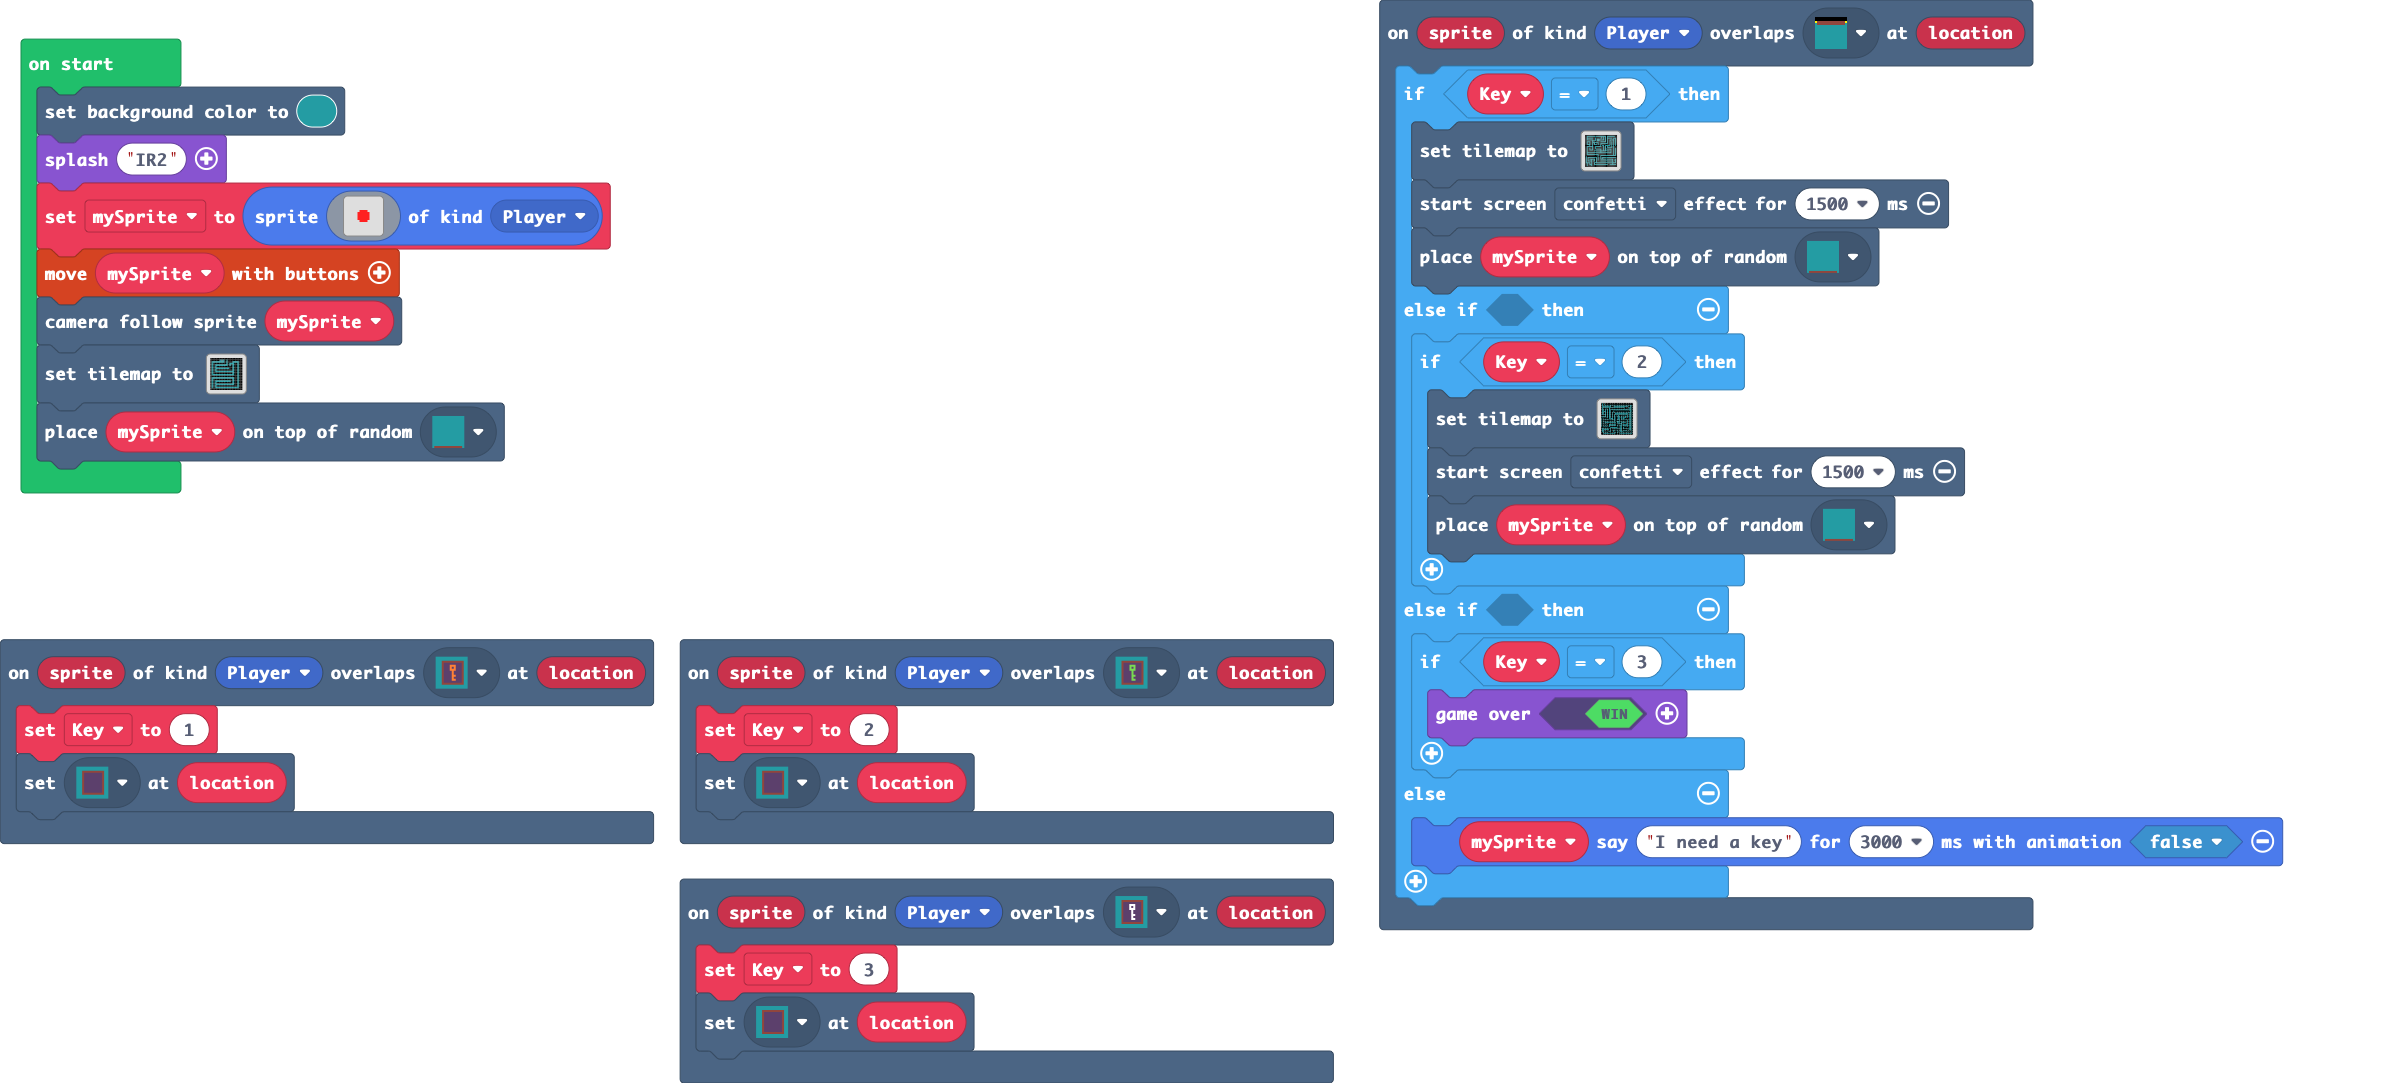 on start
set background color to
splash "IR2"
set mySprite to sprite of kind Player
move mySprite with buttons
camera follow sprite mySprite
set tilemap to
place mySprite on top of random
on sprite of kind Player overlaps at location
set Key to 1
set at location
on sprite of kind Player overlaps at location
set Key to 2
set at location
on sprite of kind Player overlaps at location
set Key to 3
set at location
on sprite of kind Player overlaps at location
if Key = 1 then
set tilemap to
start screen confetti effect for 1500 ms
place mySprite on top of random
else if then
if Key = 2 then
set tilemap to
start screen confetti effect for 1500 ms
place mySprite on top of random
else if then
if Key = 3 then
game over WIN
else
mySprite say "I need a key" for 3000 ms with animation false